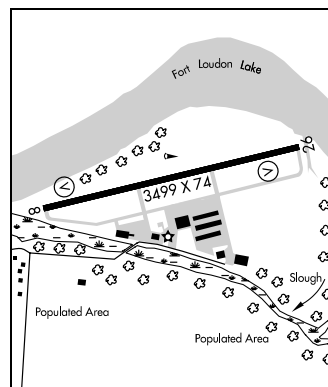 Fort Loudon Lake
26
V
V
3499 X 74
8
Slough
Populated Area
Populated Area